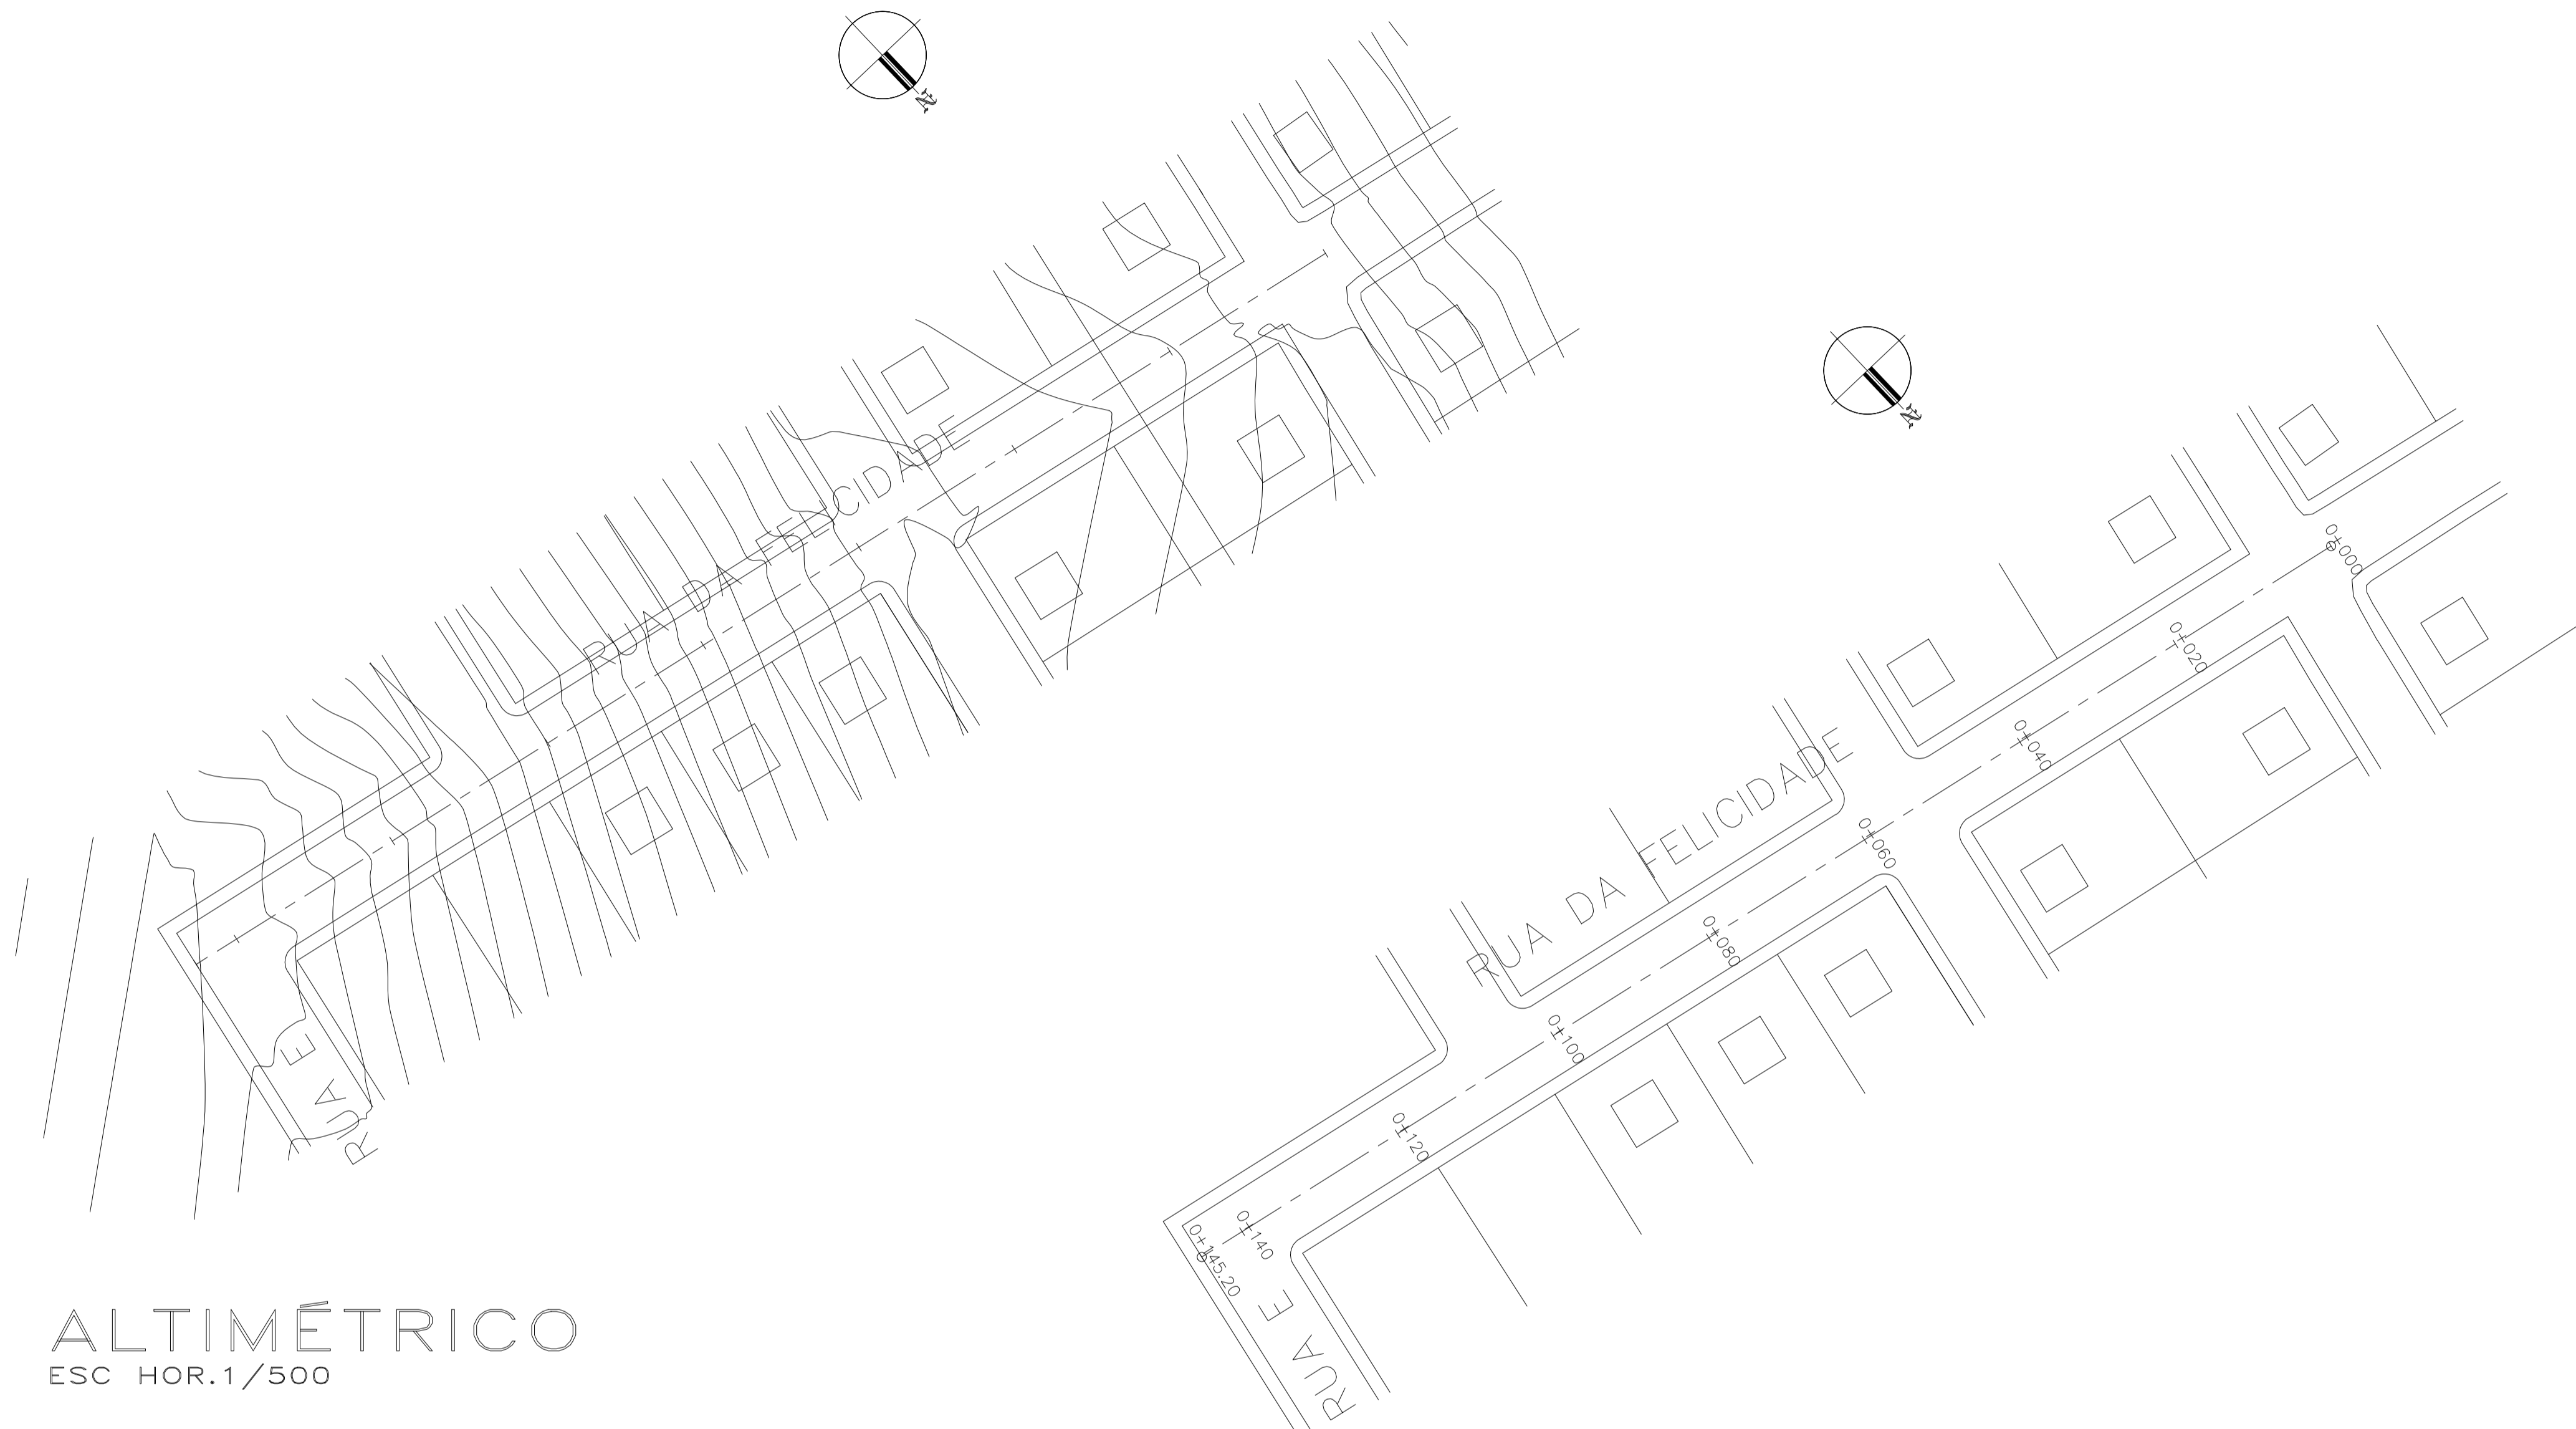 N
RUA DA FELICIDADE
RUA E
N
0+000
0+020
0+040
0+060
0+080
0+100
0+120
0+140
0+145.20
RUA DA FELICIDADE
RUA E
ALTIMÉTRICO
ESC HOR.1/500